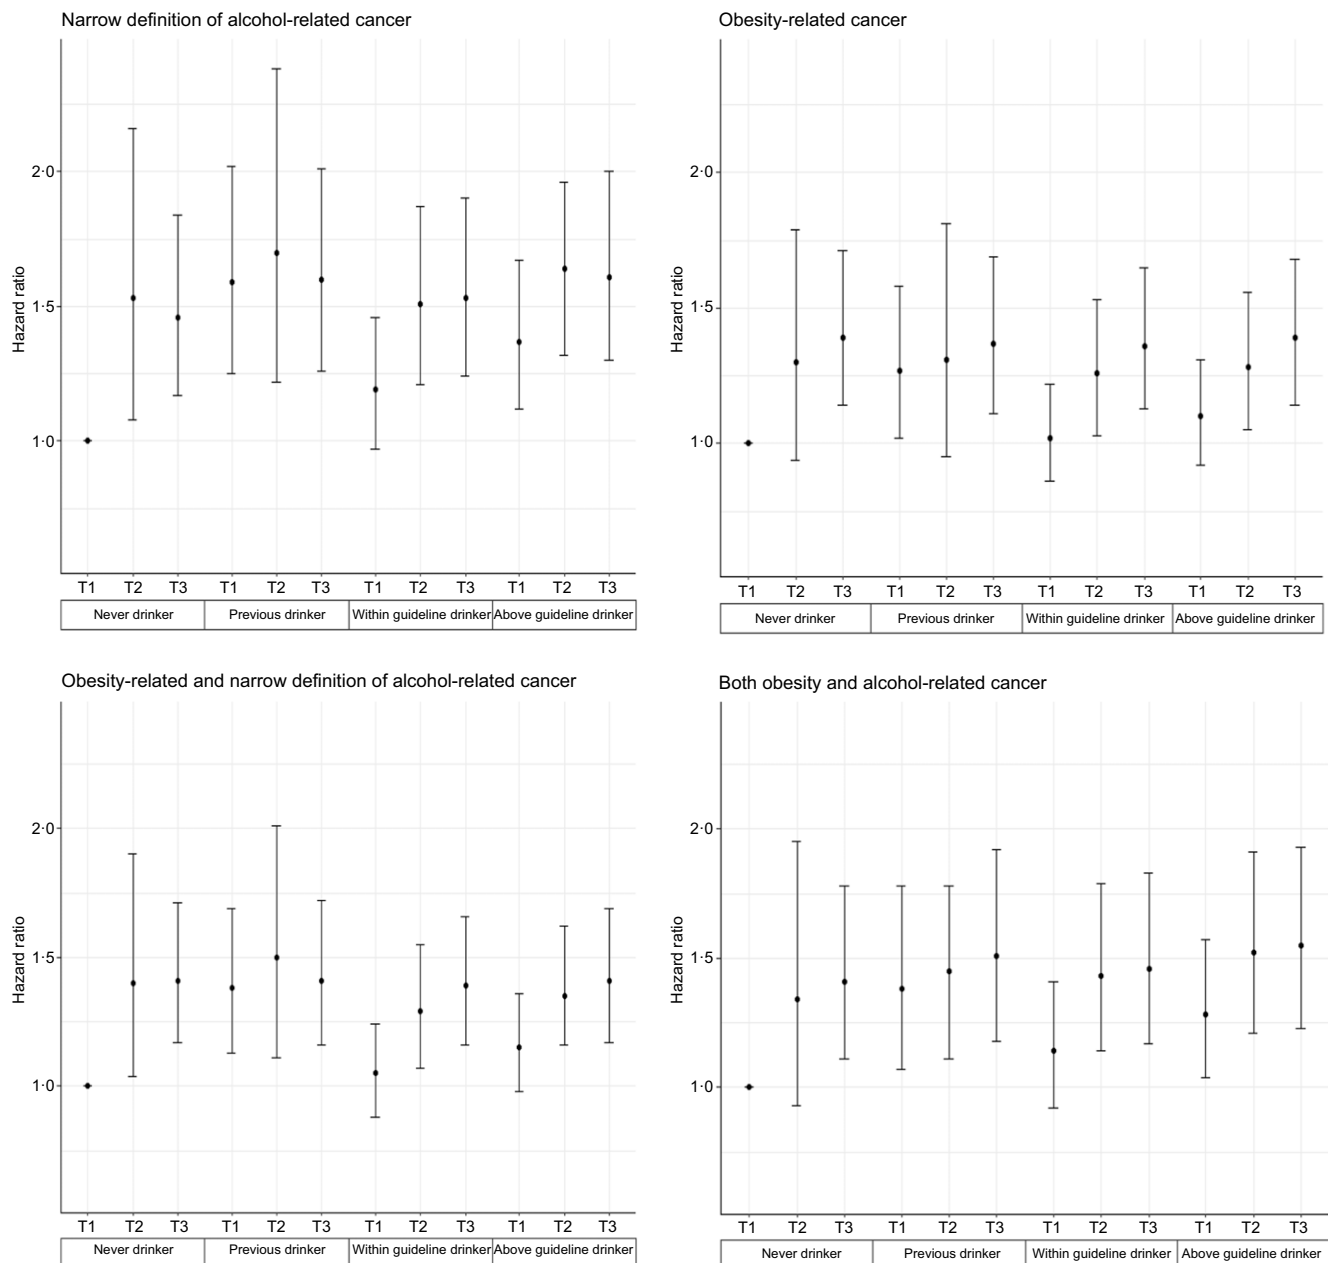 Narrow definition of alcohol-related cancer
Hazard ratio
2·0
1·5
1·0
T1 T2 T3 T1 T2 T3 T1 T2 T3 T1 T2 T3
Never drinker Previous drinker Within guideline drinker Above guideline drinker
Obesity-related cancer
Hazard ratio
2·0
1·5
1·0
T1 T2 T3 T1 T2 T3 T1 T2 T3 T1 T2 T3
Never drinker Previous drinker Within guideline drinker Above guideline drinker
Obesity-related and narrow definition of alcohol-related cancer
Hazard ratio
2·0
1·5
1·0
T1 T2 T3 T1 T2 T3 T1 T2 T3 T1 T2 T3
Never drinker Previous drinker Within guideline drinker Above guideline drinker
Both obesity and alcohol-related cancer
Hazard ratio
2·0
1·5
1·0
T1 T2 T3 T1 T2 T3 T1 T2 T3 T1 T2 T3
Never drinker Previous drinker Within guideline drinker Above guideline drinker